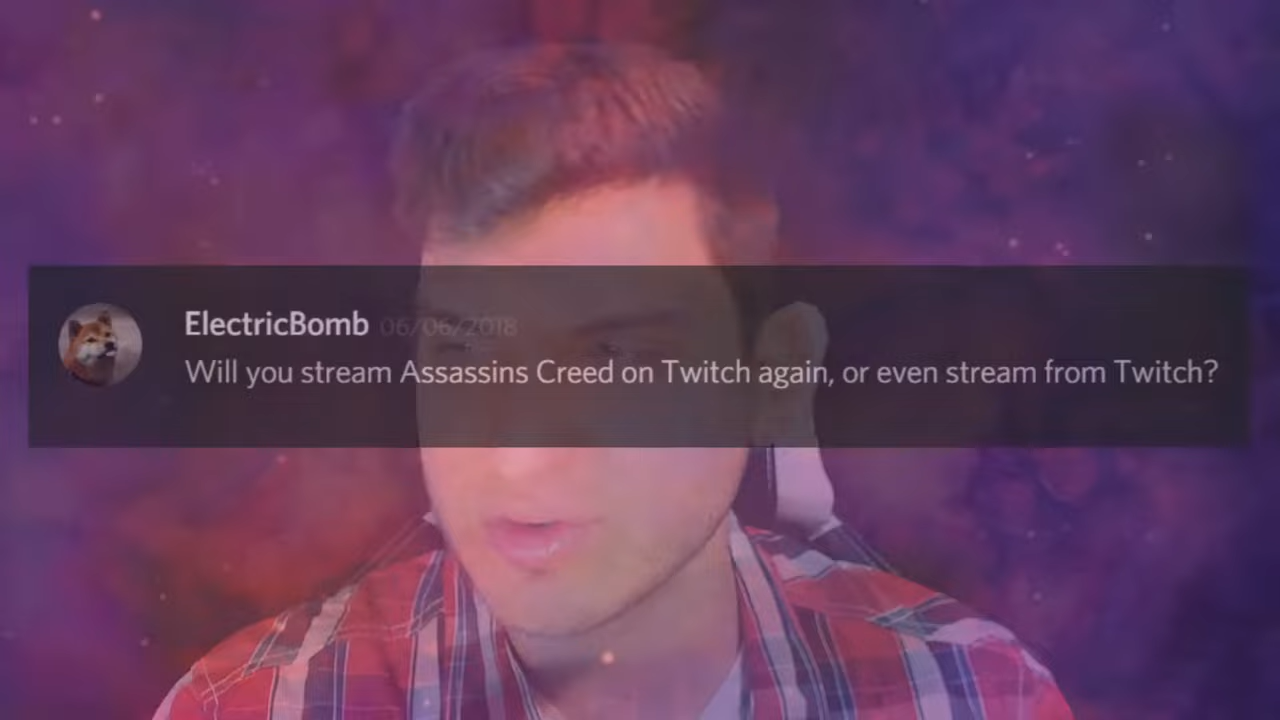 ElectricBomb 06/06/2018
Will you stream Assassins Creed on Twitch again, or even stream from Twitch?